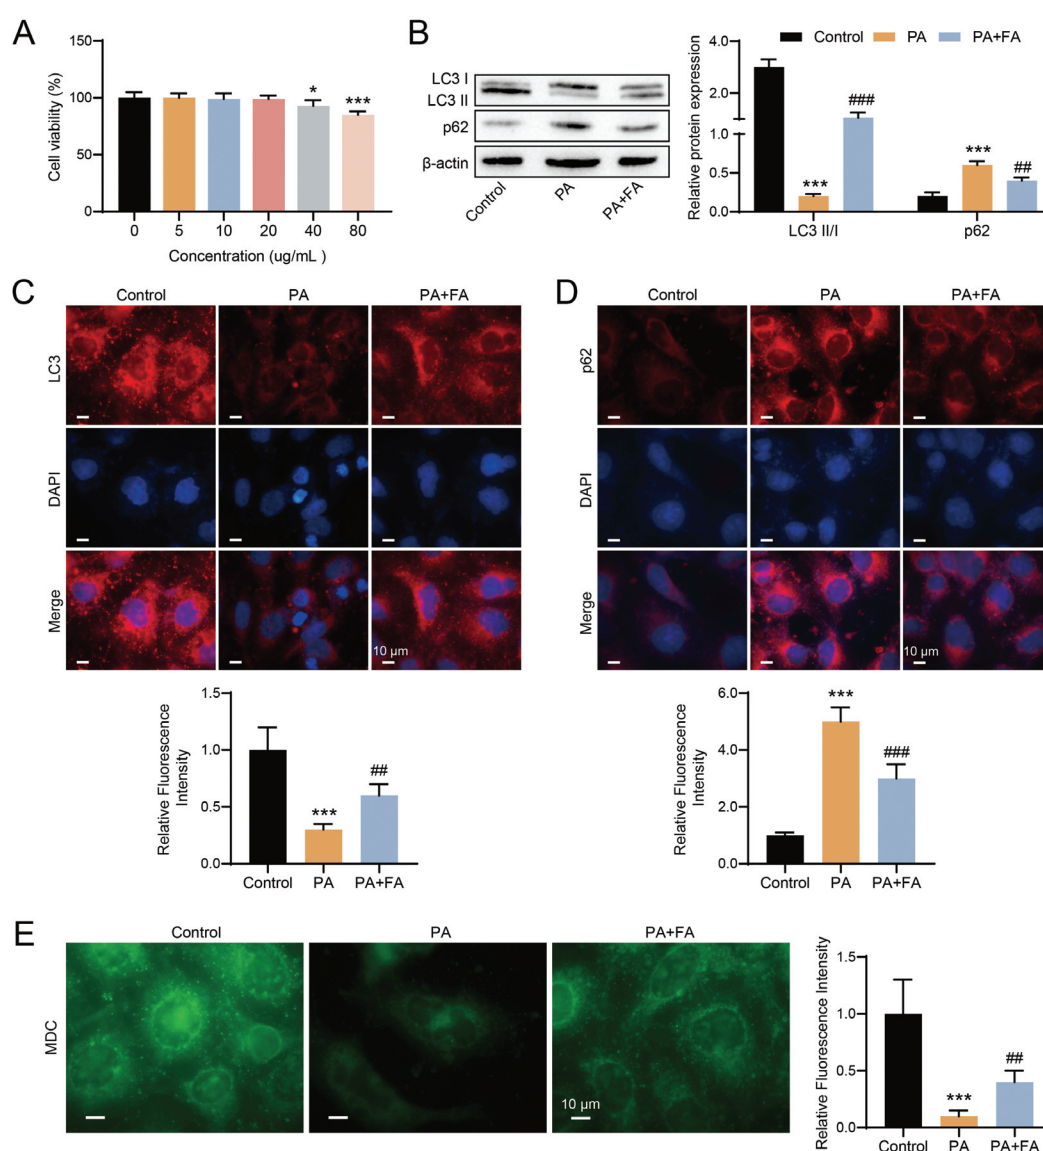 A
150
100
50
0
Cell viability (%)
*
***
0 5 10 20 40 80
Concentration (ug/mL )
B
LC3 I
LC3 II
p62
β-actin
Control PA PA+FA
Control PA PA+FA
Relative protein expression
4.0
2.0
1.0
0.5
0.0
***
###
***
##
LC3 II/I p62
C
Control PA PA+FA
LC3
DAPI
Merge
10 μm
Relative Fluorescence
Intensity
1.5
1.0
0.5
0.0
***
##
Control PA PA+FA
D
Control PA PA+FA
p62
DAPI
Merge
10 μm
Relative Fluorescence
Intensity
6.0
4.0
2.0
0.0
***
###
Control PA PA+FA
E
Control PA PA+FA
MDC
10 μm
Relative Fluorescence Intensity
1.5
1.0
0.5
0.0
***
##
Control PA PA+FA